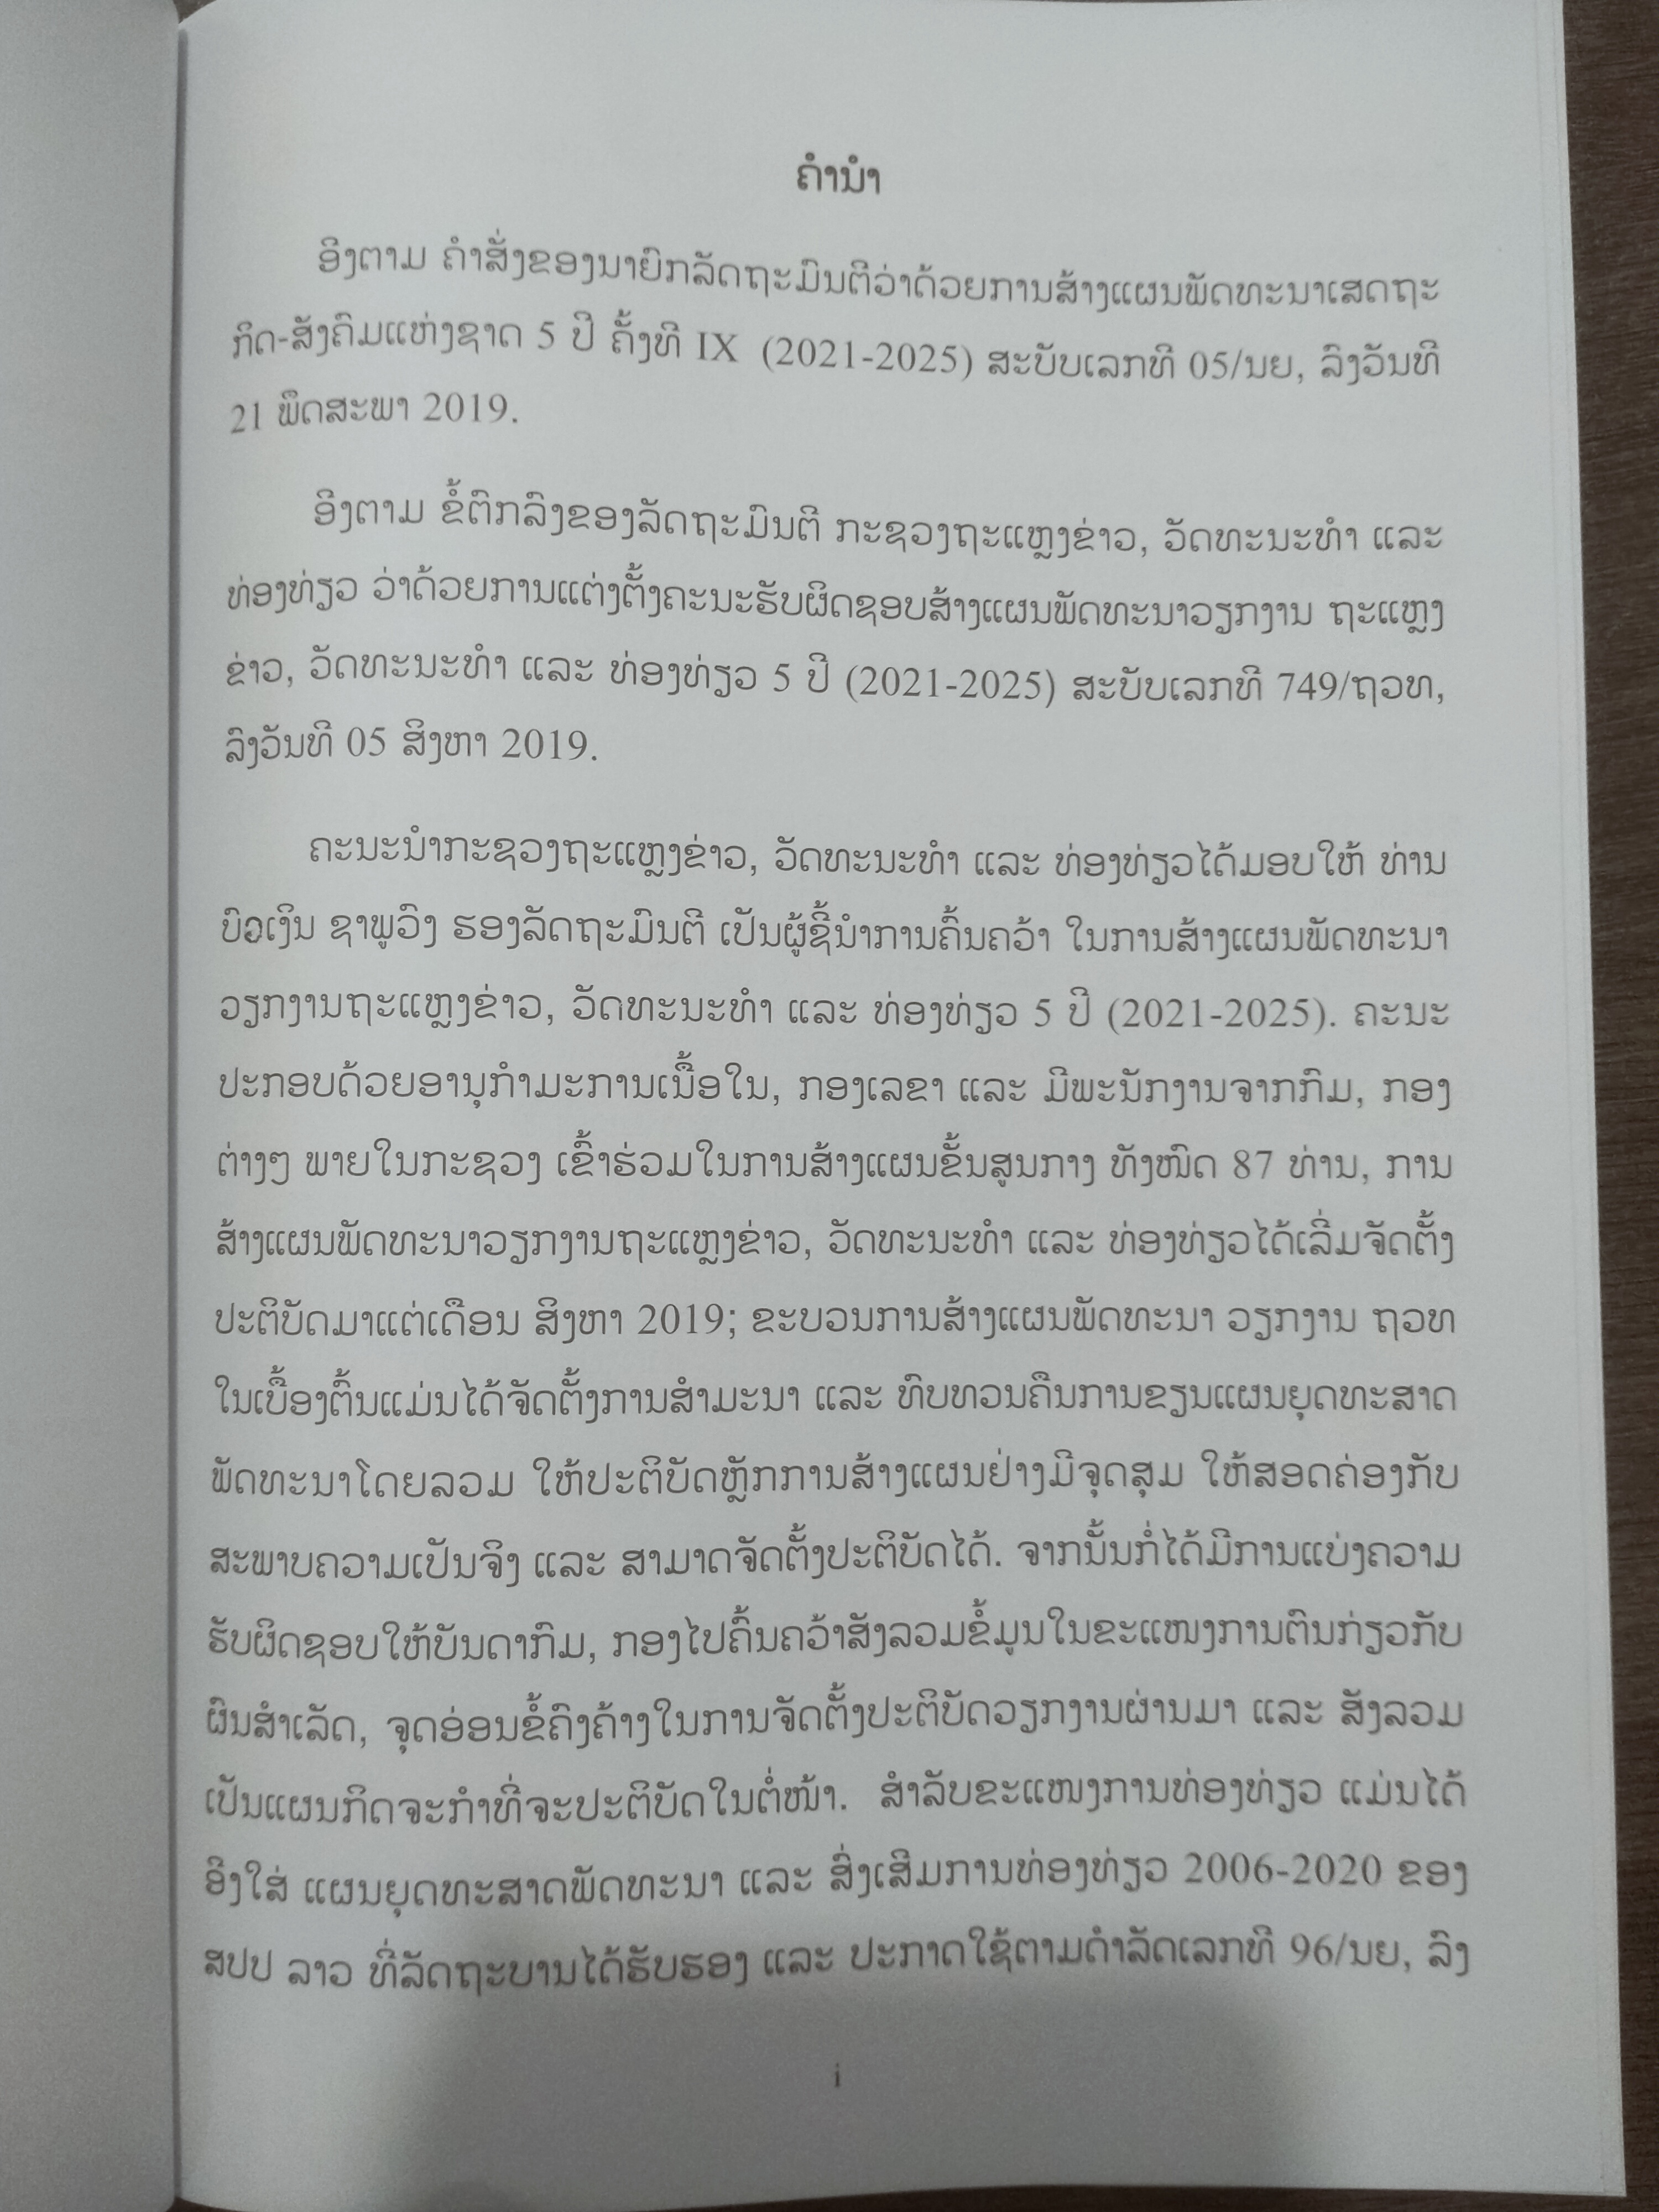 ຄໍານໍາ
ອີງຕາມ ຄໍາສັ່ງຂອງນາຍົກລັດຖະມົນຕີວ່າດ້ວຍການສ້າງແຜນພັດທະນາເສດຖະ
ກິດ-ສັງຄົມແຫ່ງຊາດ 5 ປີ ຄັ້ງທີ IX (2021-2025) ສະບັບເລກທີ 05/ນຍ, ລົງວັນທີ
21 ພຶດສະພາ 2019.
ອີງຕາມ ຂໍ້ຕົກລົງຂອງລັດຖະມົນຕີ ກະຊວງຖະແຫຼງຂ່າວ, ວັດທະນະທໍາ ແລະ
ທ່ອງທ່ຽວ ວ່າດ້ວຍການແຕ່ງຕັ້ງຄະນະຮັບຜິດຊອບສ້າງແຜນພັດທະນາວຽກງານ ຖະແຫຼງ
ຂ່າວ, ວັດທະນະທໍາ ແລະ ທ່ອງທ່ຽວ 5 ປີ (2021-2025) ສະບັບເລກທີ 749/ຖວທ,
ລົງວັນທີ 05 ສິງຫາ 2019.
ຄະນະນໍາກະຊວງຖະແຫຼງຂ່າວ, ວັດທະນະທໍາ ແລະ ທ່ອງທ່ຽວໄດ້ມອບໃຫ້ ທ່ານ
ບົວເງິນ ຊາພູວົງ ຮອງລັດຖະມົນຕີ ເປັນຜູ້ຊີ້ນໍາການຄົ້ນຄວ້າ ໃນການສ້າງແຜນພັດທະນາ
ວຽກງານຖະແຫຼງຂ່າວ, ວັດທະນະທໍາ ແລະ ທ່ອງທ່ຽວ 5 ປີ (2021-2025). ຄະນະ
ປະກອບດ້ວຍອານຸກໍາມະການເນື້ອໃນ, ກອງເລຂາ ແລະ ມີພະນັກງານຈາກກົມ, ກອງ
ຕ່າງໆ ພາຍໃນກະຊວງ ເຂົ້າຮ່ວມໃນການສ້າງແຜນຂັ້ນສູນກາງ ທັງໝົດ 87 ທ່ານ, ການ
ສ້າງແຜນພັດທະນາວຽກງານຖະແຫຼງຂ່າວ, ວັດທະນະທໍາ ແລະ ທ່ອງທ່ຽວໄດ້ເລີ່ມຈັດຕັ້ງ
ປະຕິບັດມາແຕ່ເດືອນ ສິງຫາ 2019; ຂະບວນການສ້າງແຜນພັດທະນາ ວຽກງານ ຖວທ
ໃນເບື້ອງຕົ້ນແມ່ນໄດ້ຈັດຕັ້ງການສໍາມະນາ ແລະ ທົບທວນຄືນການຂຽນແຜນຍຸດທະສາດ
ພັດທະນາໂດຍລວມ ໃຫ້ປະຕິບັດຫຼັກການສ້າງແຜນຢ່າງມີຈຸດສຸມ ໃຫ້ສອດຄ່ອງກັບ
ສະພາບຄວາມເປັນຈິງ ແລະ ສາມາດຈັດຕັ້ງປະຕິບັດໄດ້. ຈາກນັ້ນກໍ່ໄດ້ມີການແບ່ງຄວາມ
ຮັບຜິດຊອບໃຫ້ບັນດາກົມ, ກອງໄປຄົ້ນຄວ້າສັງລວມຂໍ້ມູນໃນຂະແໜງການຕົນກ່ຽວກັບ
ຜົນສໍາເລັດ, ຈຸດອ່ອນຂໍ້ຄົງຄ້າງໃນການຈັດຕັ້ງປະຕິບັດວຽກງານຜ່ານມາ ແລະ ສັງລວມ
ເປັນແຜນກິດຈະກໍາທີ່ຈະປະຕິບັດໃນຕໍ່ໜ້າ. ສໍາລັບຂະແໜງການທ່ອງທ່ຽວ ແມ່ນໄດ້
ອີງໃສ່ ແຜນຍຸດທະສາດພັດທະນາ ແລະ ສົ່ງເສີມການທ່ອງທ່ຽວ 2006-2020 ຂອງ
ສປປ ລາວ ທີ່ລັດຖະບານໄດ້ຮັບຮອງ ແລະ ປະກາດໃຊ້ຕາມດໍາລັດເລກທີ 96/ນຍ, ລົງ
i